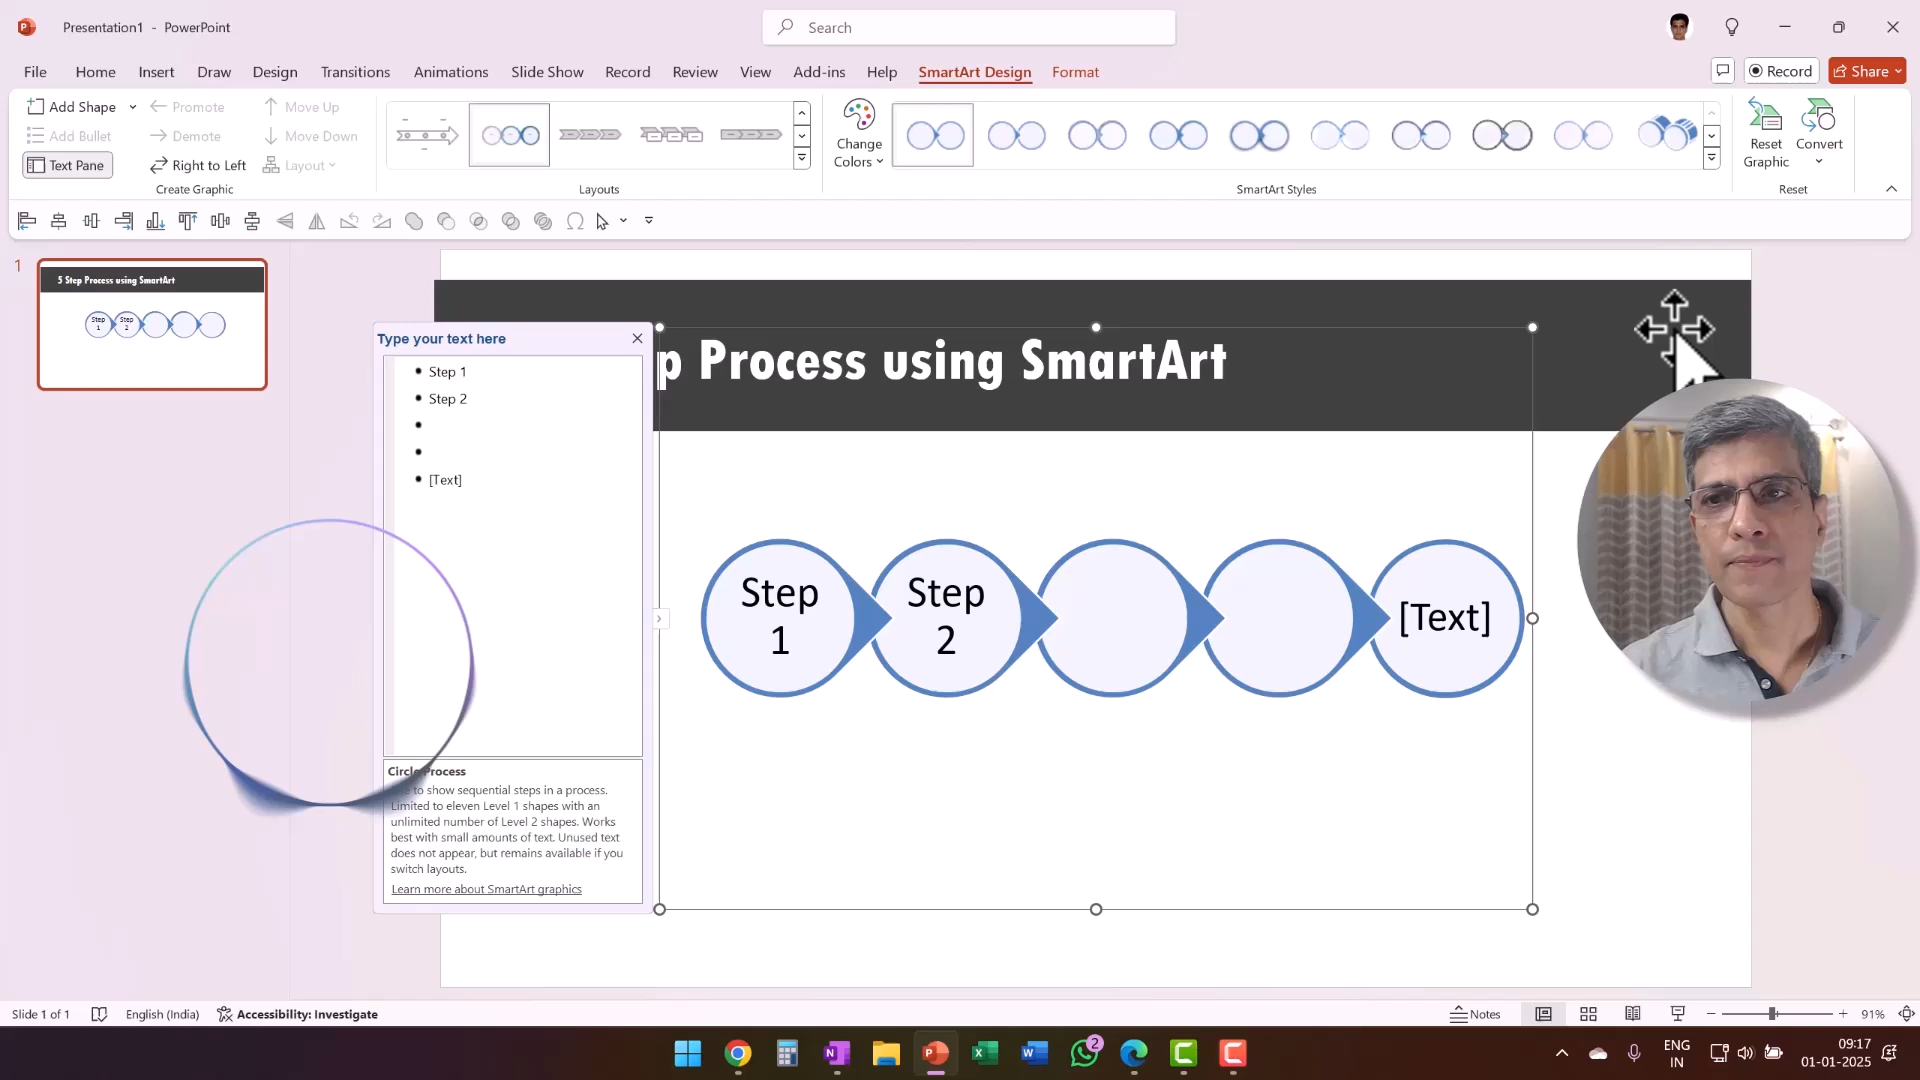 Presentation1 - PowerPoint
Search
File Home Insert Draw Design Transitions Animations Slide Show Record Review View Add-ins Help SmartArt Design Format
Record
Share
Add Shape
Promote
Move Up
Add Bullet
Demote
Move Down
Text Pane
Right to Left
Layout
Create Graphic
Layouts
Change
Colors
SmartArt Styles
Reset
Graphic
Convert
Reset
1
5 Step Process using SmartArt
Step
1
Step
2
Type your text here
Step 1
Step 2
[Text]
Circle Process
to show sequential steps in a process.
Limited to eleven Level 1 shapes with an
unlimited number of Level 2 shapes. Works
best with small amounts of text. Unused text
does not appear, but remains available if you
switch layouts.
Learn more about SmartArt graphics
p Process using SmartArt
Step
1
Step
2
[Text]
Slide 1 of 1
English (India)
Accessibility: Investigate
Notes
91%
2
ENG
IN
09:17
01-01-2025